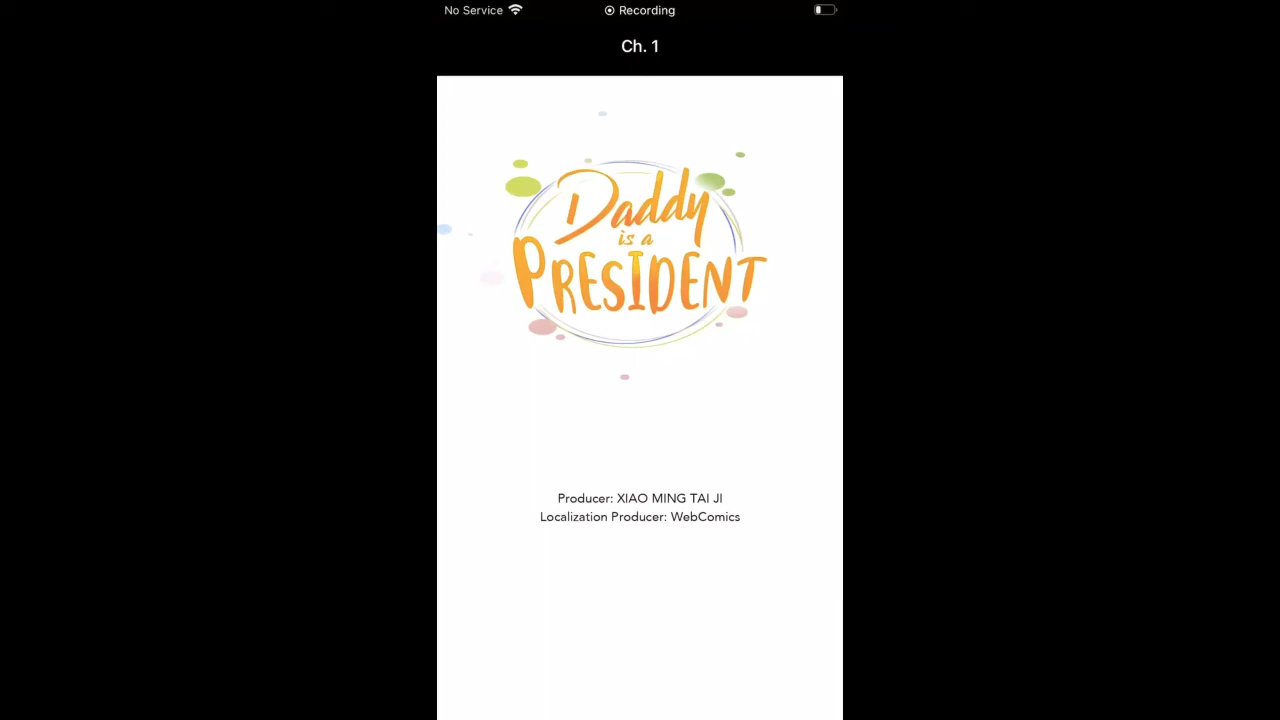 No Service
Recording
Ch. 1
Daddy
is a
PRESIDENT
Producer: XIAO MING TAI JI
Localization Producer: WebComics